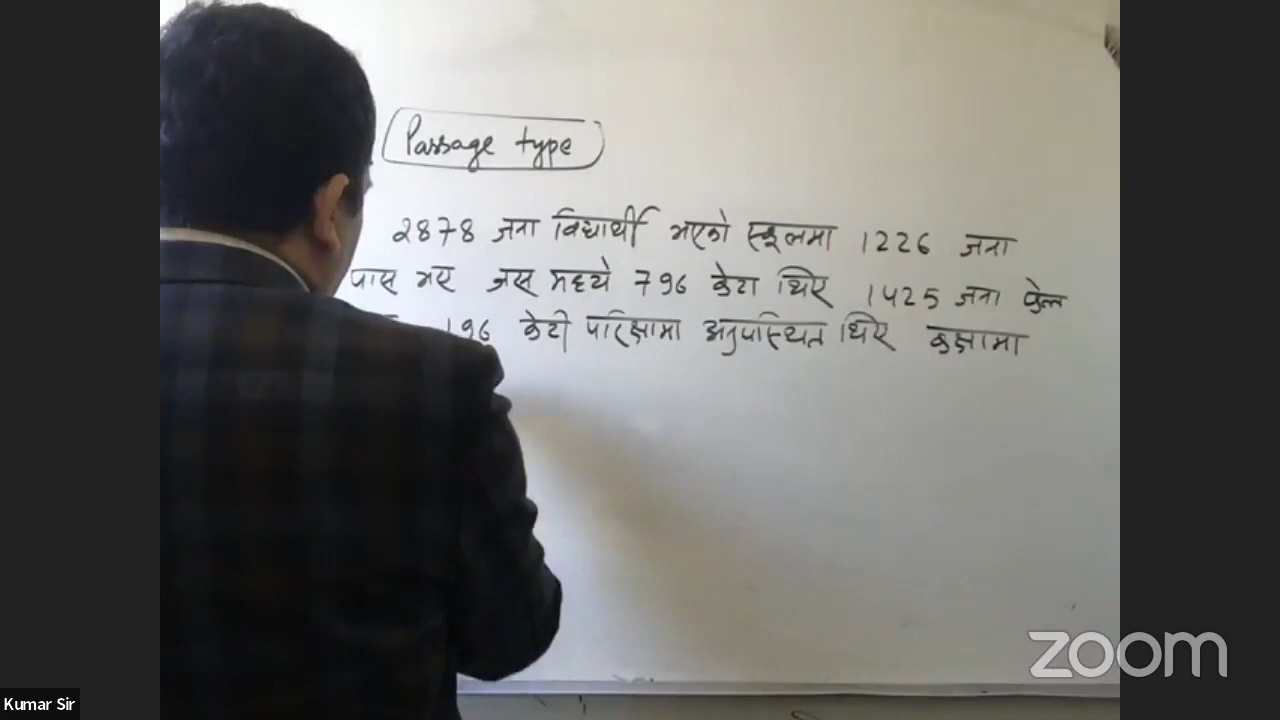 Passage type
2878 जना विद्यार्थी भएको स्कूलमा 1226 जना
पास भए जस मध्ये 796 केटा थिए 1425 जना फेल
196 केटी परिक्षामा अनुपस्थित थिए कक्षामा
zoom
Kumar Sir